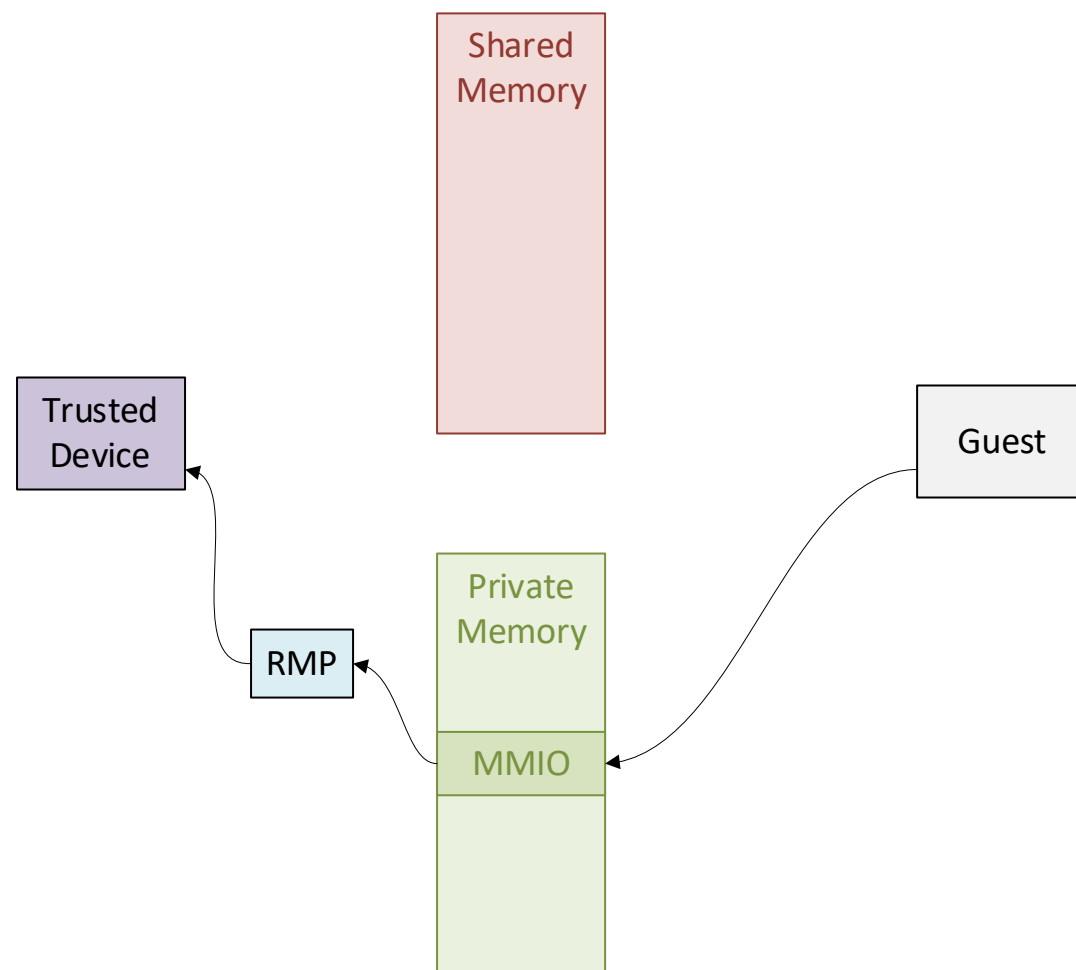 Shared
Memory
Trusted
Device
Guest
Private
Memory
RMP
MMIO